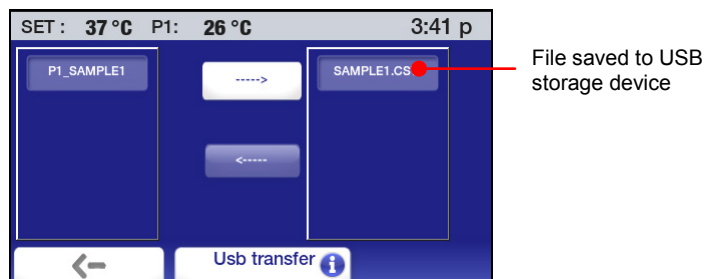 SET : 37 °C P1: 26 °C 3:41 p
P1_SAMPLE1
----->
SAMPLE1.CS
<-----
Usb transfer
File saved to USB
storage device